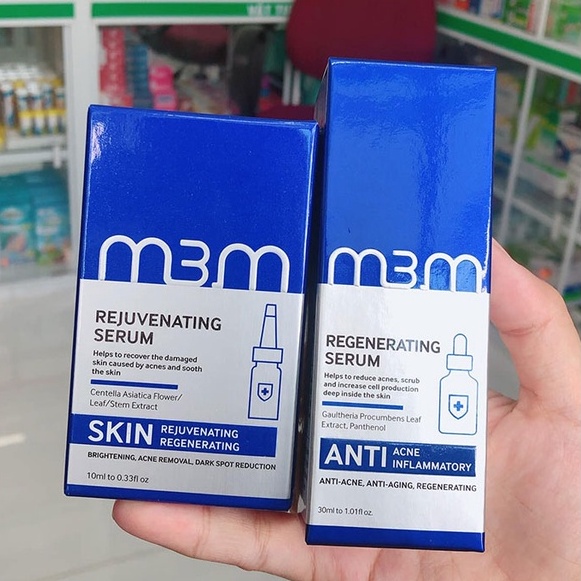 m3m
REJUVENATING
SERUM
Helps to recover the damaged
skin caused by acnes and sooth
the skin
Centella Asiatica Flower/
Leaf/Stem Extract
SKIN REJUVENATING
REGENERATING
BRIGHTENING, ACNE REMOVAL, DARK SPOT REDUCTION
10ml to 0.33fl oz
m3m
REGENERATING
SERUM
Helps to reduce acnes, scrub
and increase cell production
deep inside the skin
Gaultheria Procumbens Leaf
Extract, Panthenol
ANTI ACNE
INFLAMMATORY
ANTI-ACNE, ANTI-AGING, REGENERATING
30ml to 1.01fl oz.